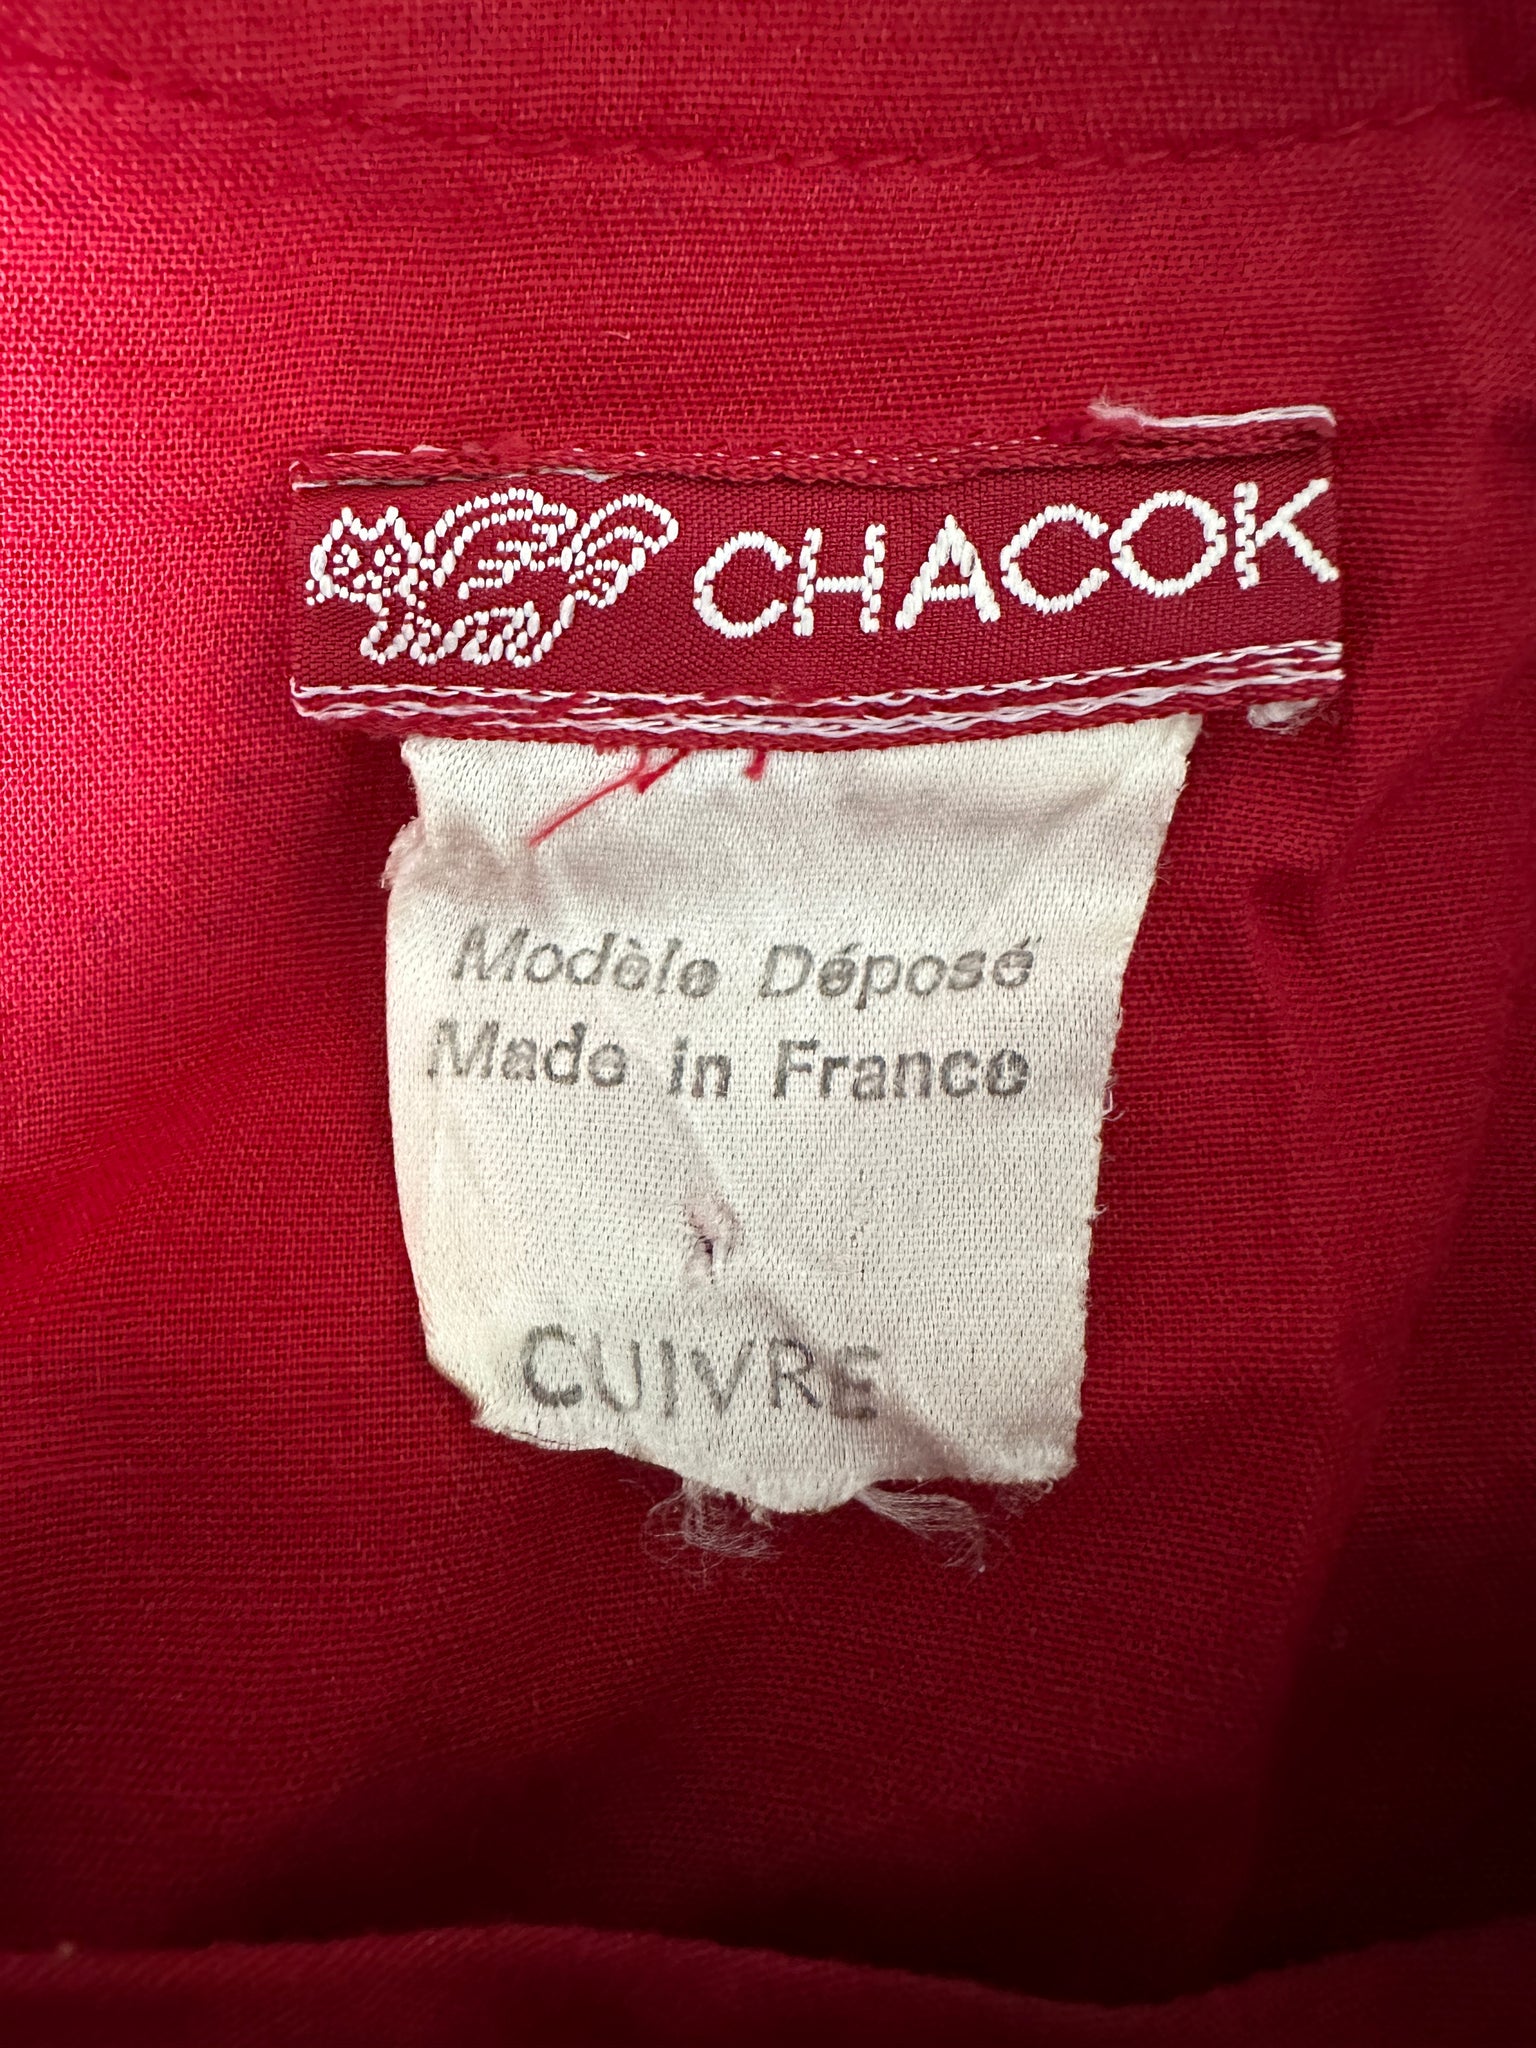 CHACOK
Modèle Déposé
Made in France
CUIVRE